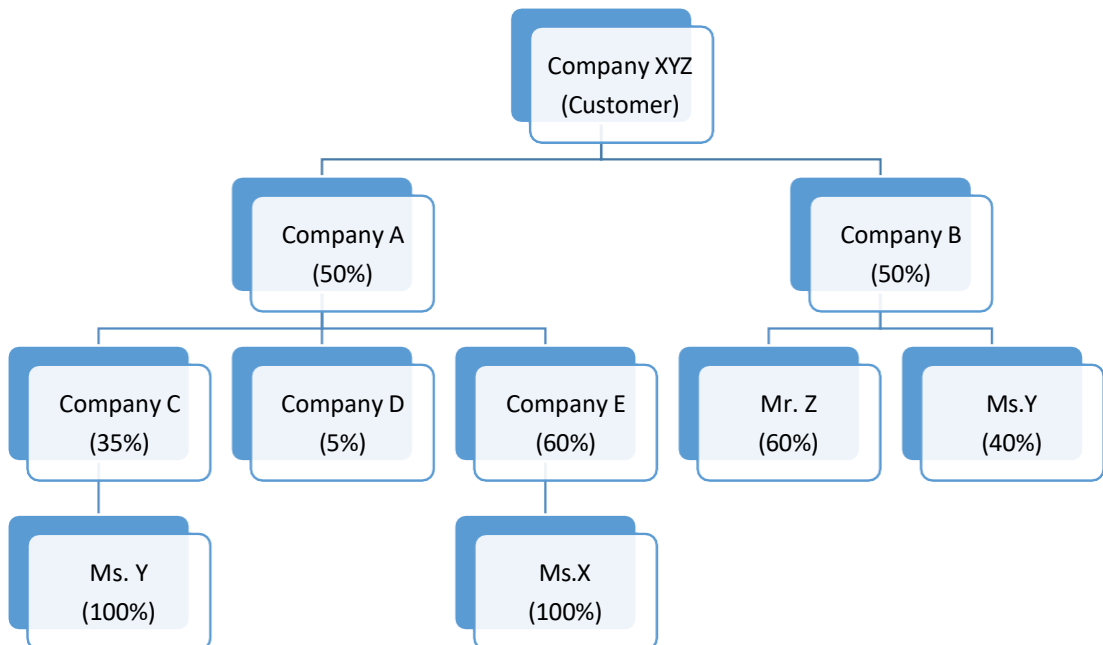 Company XYZ
(Customer)
Company A
(50%)
Company B
(50%)
Company C
(35%)
Company D
(5%)
Company E
(60%)
Mr. Z
(60%)
Ms.Y
(40%)
Ms. Y
(100%)
Ms.X
(100%)